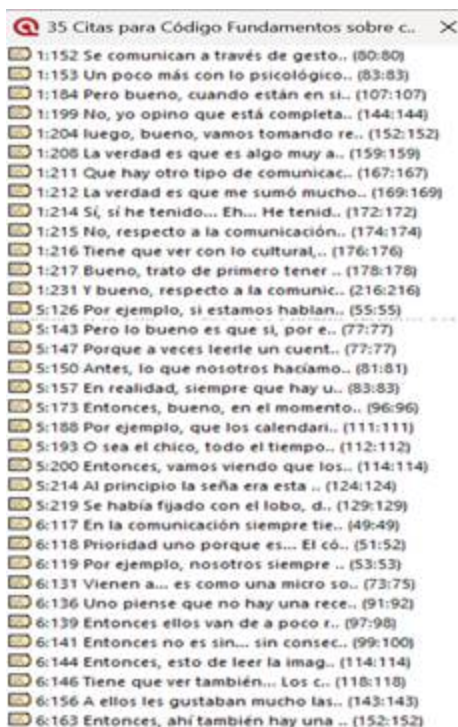 35 Citas para Código Fundamentos sobre c..
1:152 Se comunican a través de gesto.. (80:80)
1:153 Un poco más con lo psicológico.. (83:83)
1:184 Pero bueno, cuando están en si.. (107:107)
1:199 No, yo opino que está completa.. (144:144)
1:204 luego, bueno, vamos tomando re.. (152:152)
1:208 La verdad es que es algo muy a.. (159:159)
1:211 Que hay otro tipo de comunicac.. (167:167)
1:212 La verdad es que me sumó mucho.. (169:169)
1:214 Sí, sí he tenido... Eh... He tenid.. (172:172)
1:215 No, respecto a la comunicación.. (174:174)
1:216 Tiene que ver con lo cultural,.. (176:176)
1:217 Bueno, trato de primero tener .. (178:178)
1:231 Y bueno, respecto a la comunic.. (216:216)
5:126 Por ejemplo, si estamos hablan.. (55:55)
5:143 Pero lo bueno es que si, por e.. (77:77)
5:147 Porque a veces leerle un cuent.. (77:77)
5:150 Antes, lo que nosotros hacíamo.. (81:81)
5:157 En realidad, siempre que hay u.. (83:83)
5:173 Entonces, bueno, en el momento.. (96:96)
5:188 Por ejemplo, que los calendari.. (111:111)
5:193 O sea el chico, todo el tiempo.. (112:112)
5:200 Entonces, vamos viendo que los.. (114:114)
5:214 Al principio la seña era esta .. (124:124)
5:219 Se había fijado con el lobo, d.. (129:129)
6:117 En la comunicación siempre tie.. (49:49)
6:118 Prioridad uno porque es... El có.. (51:52)
6:119 Por ejemplo, nosotros siempre .. (53:53)
6:131 Vienen a... es como una micro so.. (73:75)
6:136 Uno piense que no hay una rece.. (91:92)
6:139 Entonces ellos van de a poco r.. (97:98)
6:141 Entonces no es sin... sin consec.. (99:100)
6:144 Entonces, esto de leer la imag.. (114:114)
6:146 Tiene que ver también... Los c.. (118:118)
6:156 A ellos les gustaban mucho las.. (143:143)
6:163 Entonces, ahí también hay una .. (152:152)